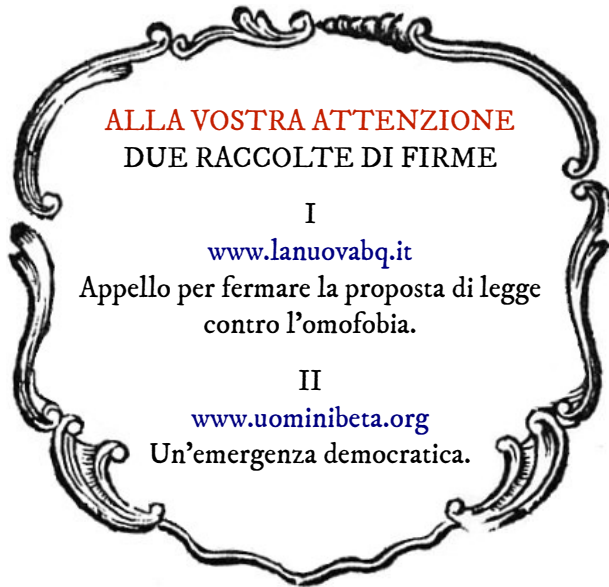 ALLA VOSTRA ATTENZIONE
DUE RACCOLTE DI FIRME
I
www.lanuovabq.it
Appello per fermare la proposta di legge
contro l'omofobia.
II
www.uominibeta.org
Un'emergenza democratica.